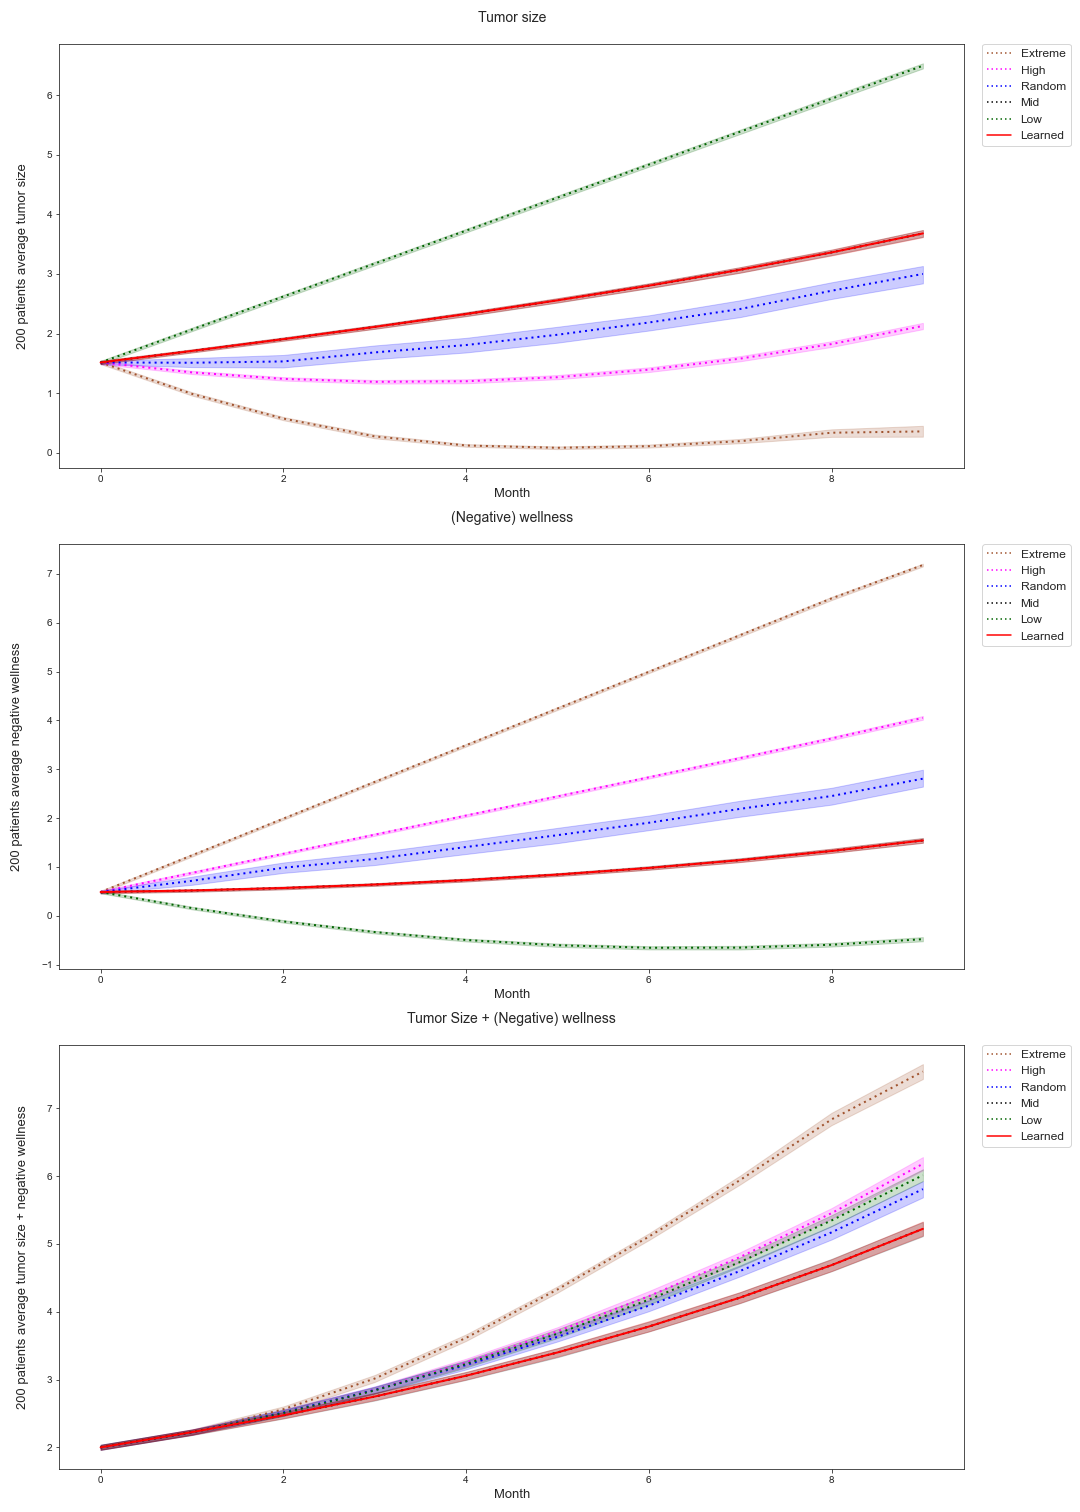 Tumor size
200 patients average tumor size
6
5
4
3
2
1
0
0 2 4 6 8
Month
Extreme
High
Random
Mid
Low
Learned
(Negative) wellness
200 patients average negative wellness
7
6
5
4
3
2
1
0
−1
0 2 4 6 8
Month
Extreme
High
Random
Mid
Low
Learned
Tumor Size + (Negative) wellness
200 patients average tumor size + negative wellness
7
6
5
4
3
2
0 2 4 6 8
Month
Extreme
High
Random
Mid
Low
Learned